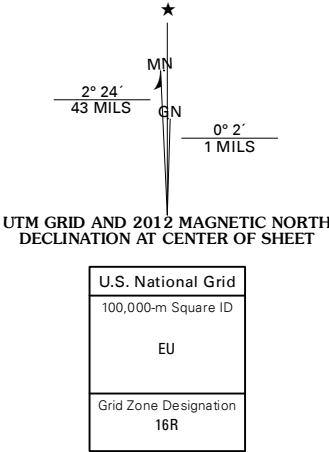 ★
MN
2° 24´
43 MILS
GN
0° 2´
1 MILS
UTM GRID AND 2012 MAGNETIC NORTH
DECLINATION AT CENTER OF SHEET
U.S. National Grid
100,000-m Square ID
EU
Grid Zone Designation
16R